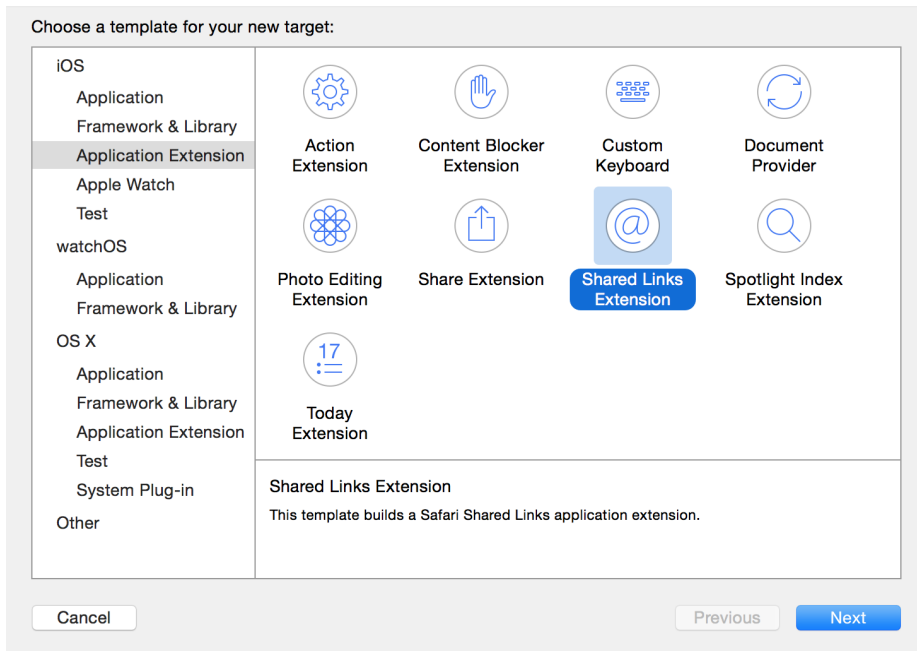 Choose a template for your new target:
iOS
Application
Framework & Library
Application Extension
Apple Watch
Test
watchOS
Application
Framework & Library
OS X
Application
Framework & Library
Application Extension
Test
System Plug-in
Other
Action
Extension
Content Blocker
Extension
Custom
Keyboard
Document
Provider
Photo Editing
Extension
Share Extension
@
Shared Links
Extension
Spotlight Index
Extension
17
Today
Extension
Shared Links Extension
This template builds a Safari Shared Links application extension.
Cancel
Previous
Next